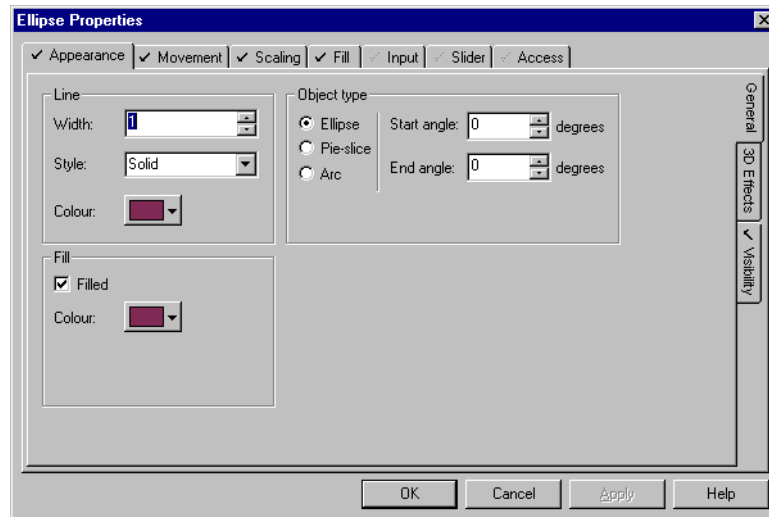 Ellipse Properties
Appearance Movement Scaling Fill Input Slider Access
Line
Width: 1
Style: Solid
Colour:
Object type
Ellipse
Pie-slice
Arc
Start angle: 0 degrees
End angle: 0 degrees
Fill
Filled
Colour:
General
3D Effects
Visibility
OK Cancel Apply Help